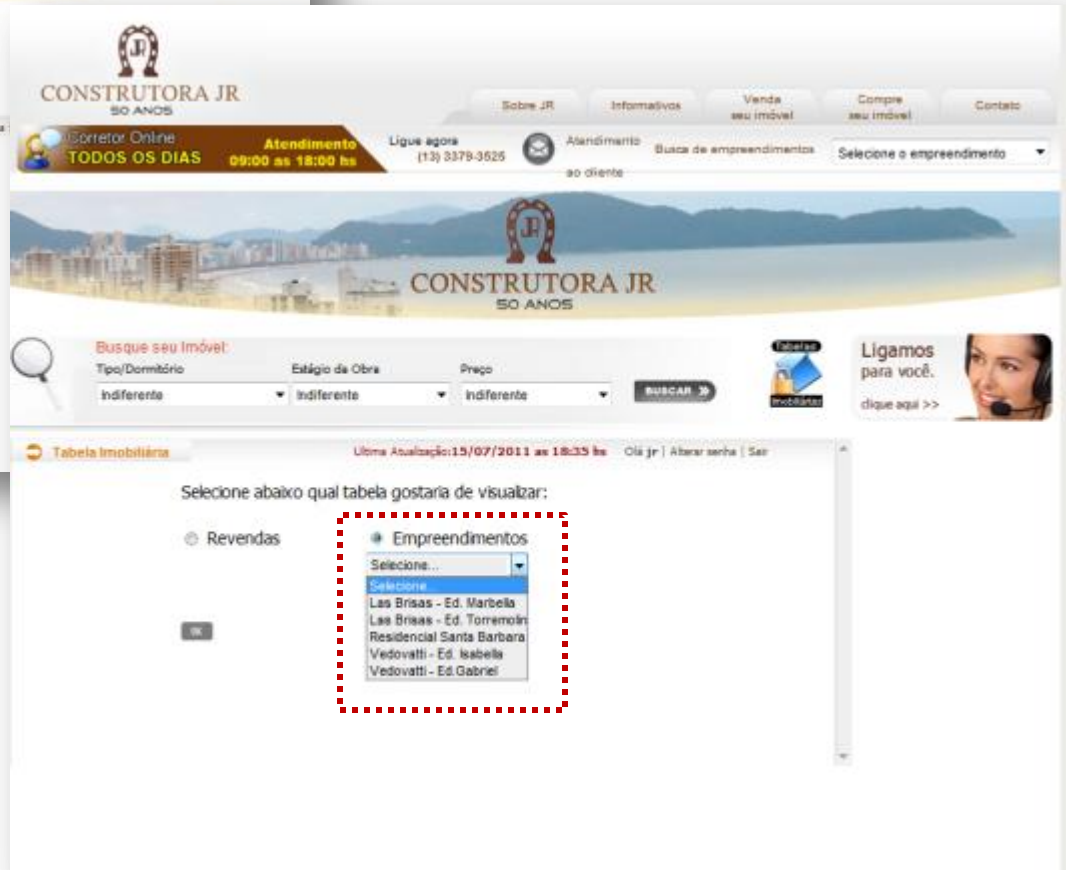 JR
CONSTRUTORA JR
50 ANOS
Sobre JR
Informativos
Venda
seu imóvel
Compre
seu imóvel
Contato
Corretor Online
TODOS OS DIAS
Atendimento
09:00 as 18:00 hs
Ligue agora
(13) 3379-3525
Atendimento
ao cliente
Busca de empreendimentos
Selecione o empreendimento
JR
CONSTRUTORA JR
50 ANOS
Busque seu Imóvel:
Tipo/Dormitório
Estágio da Obra
Preço
Indiferente
Indiferente
Indiferente
BUSCAR
Tabelas
Imobiliárias
Ligamos
para você.
clique aqui >>
Tabela Imobiliária
Ultima Atualização:15/07/2011 as 18:35 hs
Olá jr | Alterar senha | Sair
Selecione abaixo qual tabela gostaria de visualizar:
Revendas
Empreendimentos
Selecione...
Selecione...
Las Brisas - Ed. Marbella
Las Brisas - Ed. Torremolin
Residencial Santa Barbara
Vedovatti - Ed. Isabella
Vedovatti - Ed.Gabriel
OK